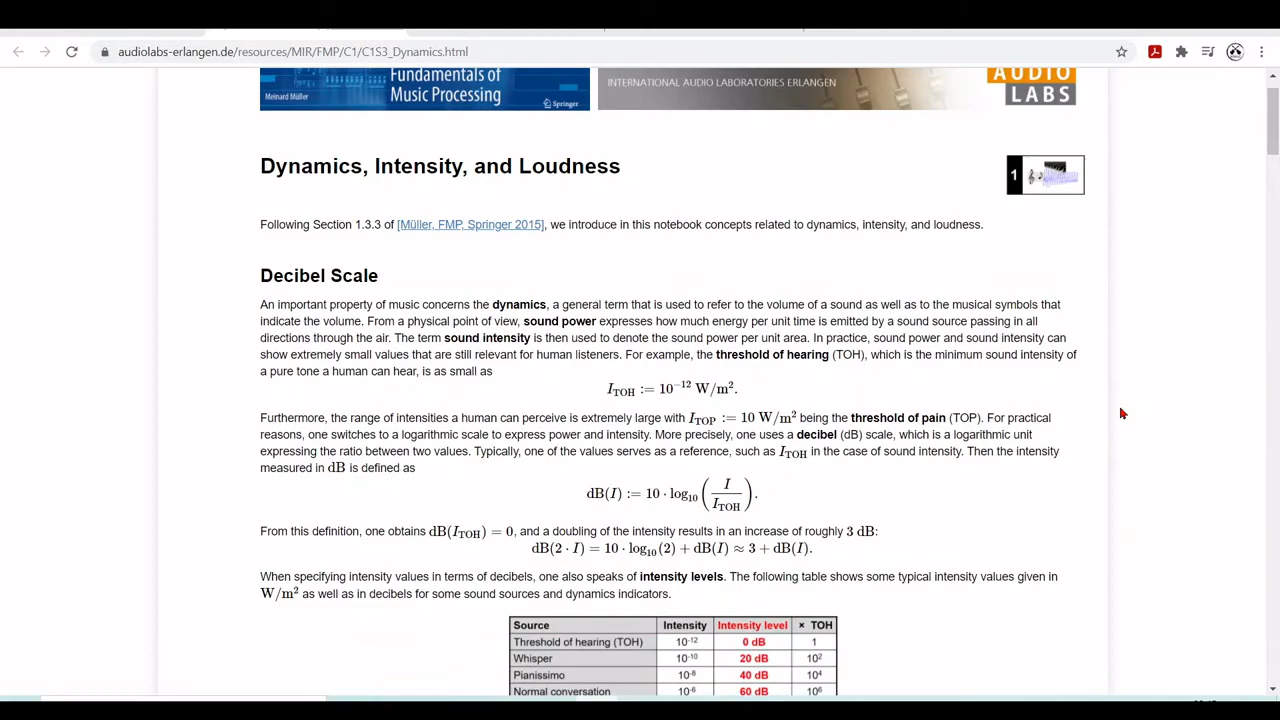 audiolabs-erlangen.de/resources/MIR/FMP/C1/C1S3_Dynamics.html
Fundamentals of
Music Processing
Meinard Müller
Springer
INTERNATIONAL AUDIO LABORATORIES ERLANGEN
AUDIO
LABS
Dynamics, Intensity, and Loudness
1
Following Section 1.3.3 of [Müller, FMP, Springer 2015], we introduce in this notebook concepts related to dynamics, intensity, and loudness.
Decibel Scale
An important property of music concerns the dynamics, a general term that is used to refer to the volume of a sound as well as to the musical symbols that
indicate the volume. From a physical point of view, sound power expresses how much energy per unit time is emitted by a sound source passing in all
directions through the air. The term sound intensity is then used to denote the sound power per unit area. In practice, sound power and sound intensity can
show extremely small values that are still relevant for human listeners. For example, the threshold of hearing (TOH), which is the minimum sound intensity of
a pure tone a human can hear, is as small as
I_TOH := 10⁻¹² W/m².
Furthermore, the range of intensities a human can perceive is extremely large with I_TOP := 10 W/m² being the threshold of pain (TOP). For practical
reasons, one switches to a logarithmic scale to express power and intensity. More precisely, one uses a decibel (dB) scale, which is a logarithmic unit
expressing the ratio between two values. Typically, one of the values serves as a reference, such as I_TOH in the case of sound intensity. Then the intensity
measured in dB is defined as
dB(I) := 10 · log₁₀ (I / I_TOH).
From this definition, one obtains dB(I_TOH) = 0, and a doubling of the intensity results in an increase of roughly 3 dB:
dB(2 · I) = 10 · log₁₀(2) + dB(I) ≈ 3 + dB(I).
When specifying intensity values in terms of decibels, one also speaks of intensity levels. The following table shows some typical intensity values given in
W/m² as well as in decibels for some sound sources and dynamics indicators.
Source Intensity Intensity level × TOH
Threshold of hearing (TOH) 10⁻¹² 0 dB 1
Whisper 10⁻¹⁰ 20 dB 10²
Pianissimo 10⁻⁸ 40 dB 10⁴
Normal conversation 10⁻⁶ 60 dB 10⁶